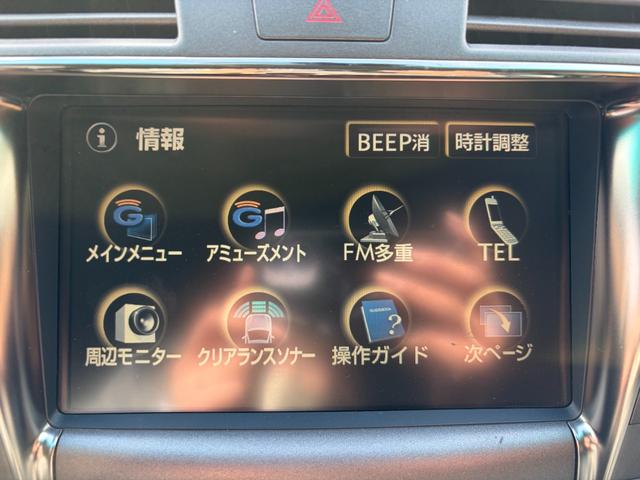 情報
BEEP消
時計調整
メインメニュー
アミューズメント
FM多重
TEL
周辺モニター
クリアランスソナー
操作ガイド
次ページ